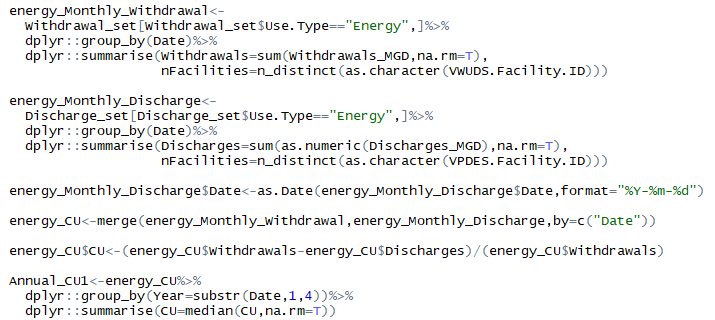 energy_Monthly_Withdrawal<-
  Withdrawal_set[Withdrawal_set$Use.Type=="Energy",]%>%
  dplyr::group_by(Date)%>%
  dplyr::summarise(Withdrawals=sum(Withdrawals_MGD,na.rm=T),
                   nFacilities=n_distinct(as.character(VWUDS.Facility.ID)))

energy_Monthly_Discharge<-
  Discharge_set[Discharge_set$Use.Type=="Energy",]%>%
  dplyr::group_by(Date)%>%
  dplyr::summarise(Discharges=sum(as.numeric(Discharges_MGD),na.rm=T),
                   nFacilities=n_distinct(as.character(VPDES.Facility.ID)))

energy_Monthly_Discharge$Date<-as.Date(energy_Monthly_Discharge$Date,format="%Y-%m-%d")

energy_CU<-merge(energy_Monthly_Withdrawal,energy_Monthly_Discharge,by=c("Date"))

energy_CU$CU<-(energy_CU$Withdrawals-energy_CU$Discharges)/(energy_CU$Withdrawals)

Annual_CU1<-energy_CU%>%
  dplyr::group_by(Year=substr(Date,1,4))%>%
  dplyr::summarise(CU=median(CU,na.rm=T))